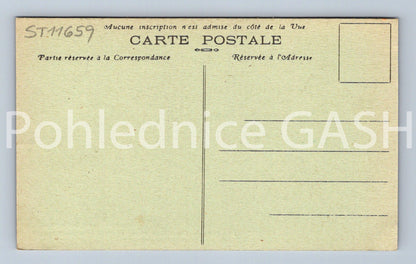 ST11659
Aucune inscription n'est admise du côté de la Vue
CARTE POSTALE
Partie réservée à la Correspondance
Réservée à l'Adresse
Pohlednice GASH